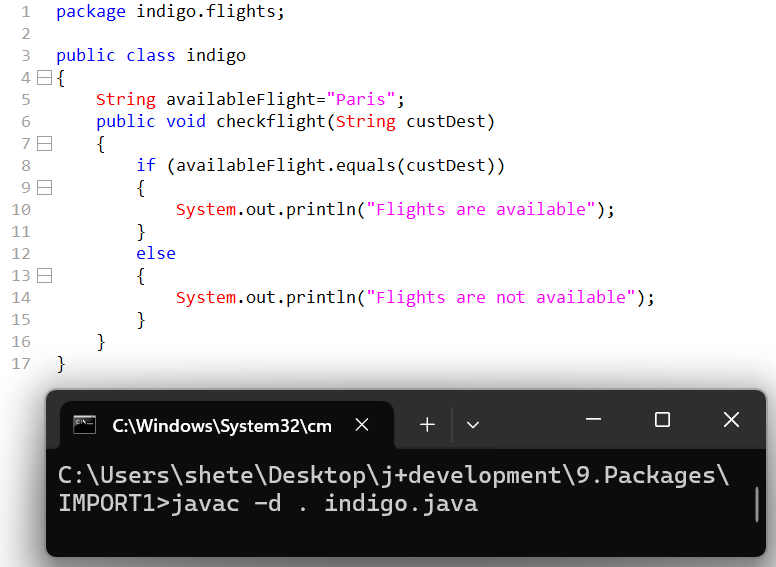 1 package indigo.flights;
2
3 public class indigo
4 {
5     String availableFlight="Paris";
6     public void checkflight(String custDest)
7     {
8         if (availableFlight.equals(custDest))
9         {
10             System.out.println("Flights are available");
11         }
12         else
13         {
14             System.out.println("Flights are not available");
15         }
16     }
17 }
C:\Windows\System32\cm
C:\Users\shete\Desktop\j+development\9.Packages\
IMPORT1>javac -d . indigo.java